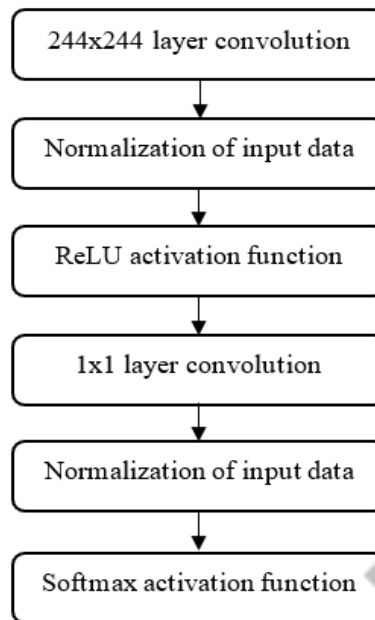 244x244 layer convolution
Normalization of input data
ReLU activation function
1x1 layer convolution
Normalization of input data
Softmax activation function